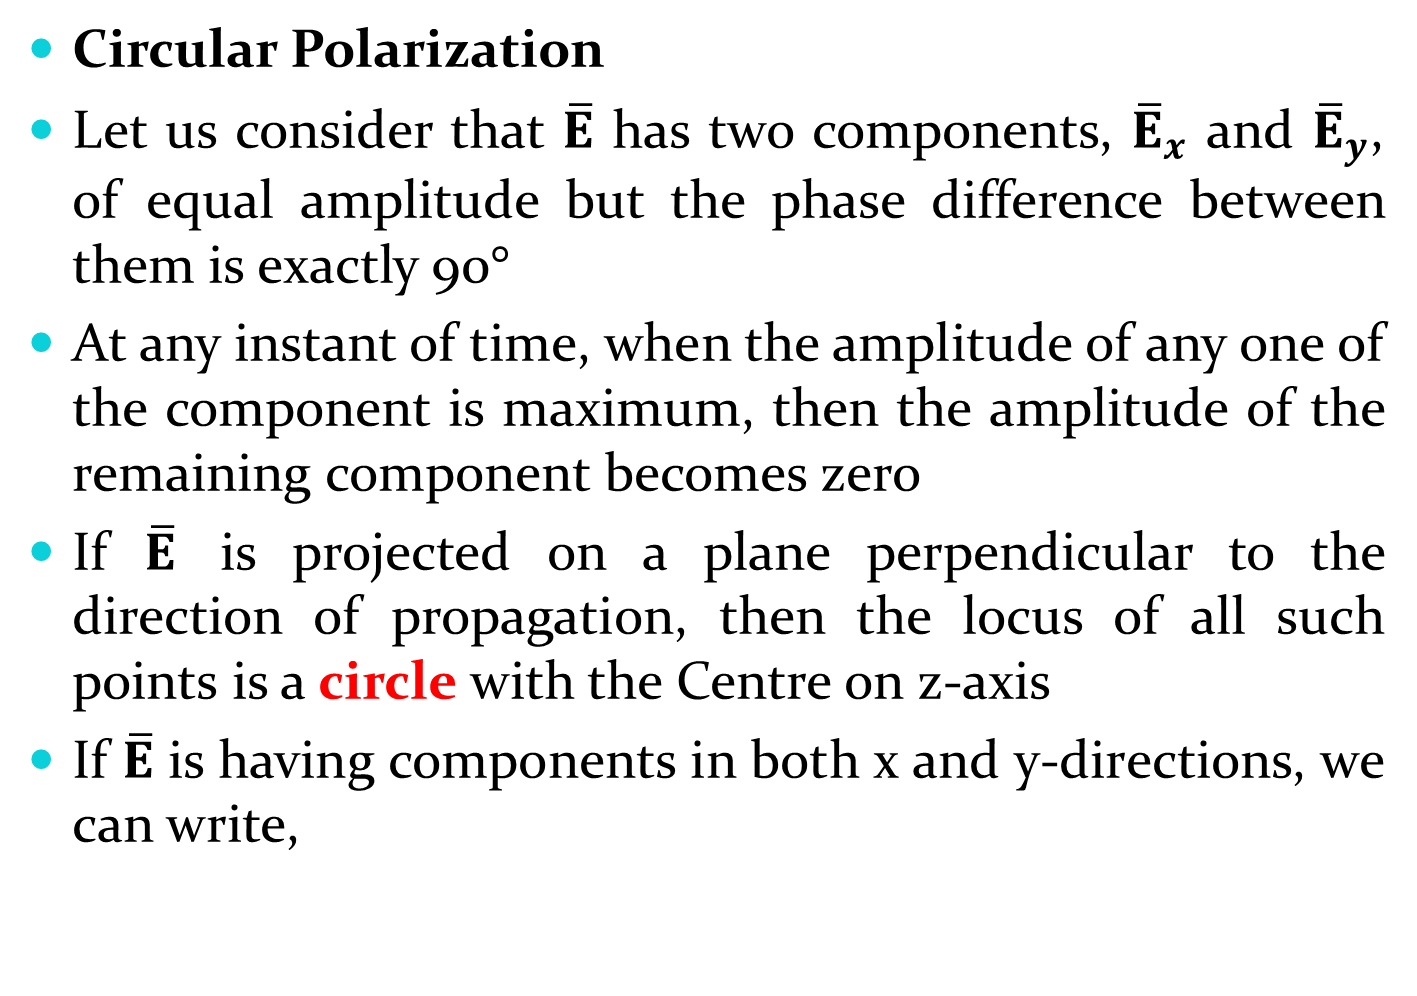 • Circular Polarization
• Let us consider that Ē has two components, Ēₓ and Ēᵧ,
of equal amplitude but the phase difference between
them is exactly 90°
• At any instant of time, when the amplitude of any one of
the component is maximum, then the amplitude of the
remaining component becomes zero
• If Ē is projected on a plane perpendicular to the
direction of propagation, then the locus of all such
points is a circle with the Centre on z-axis
• If Ē is having components in both x and y-directions, we
can write,